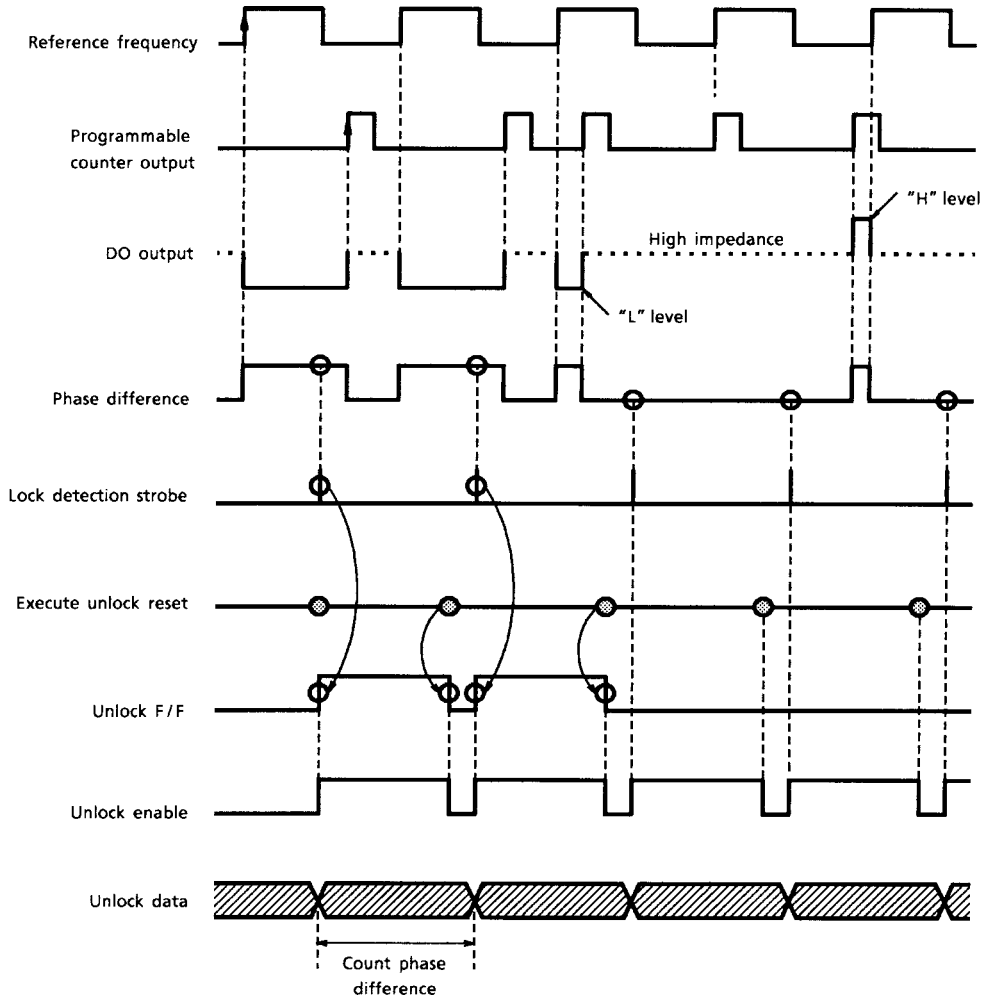 Reference frequency
Programmable
counter output
"H" level
High impedance
DO output
"L" level
Phase difference
Lock detection strobe
Execute unlock reset
Unlock F/F
Unlock enable
Unlock data
Count phase
difference